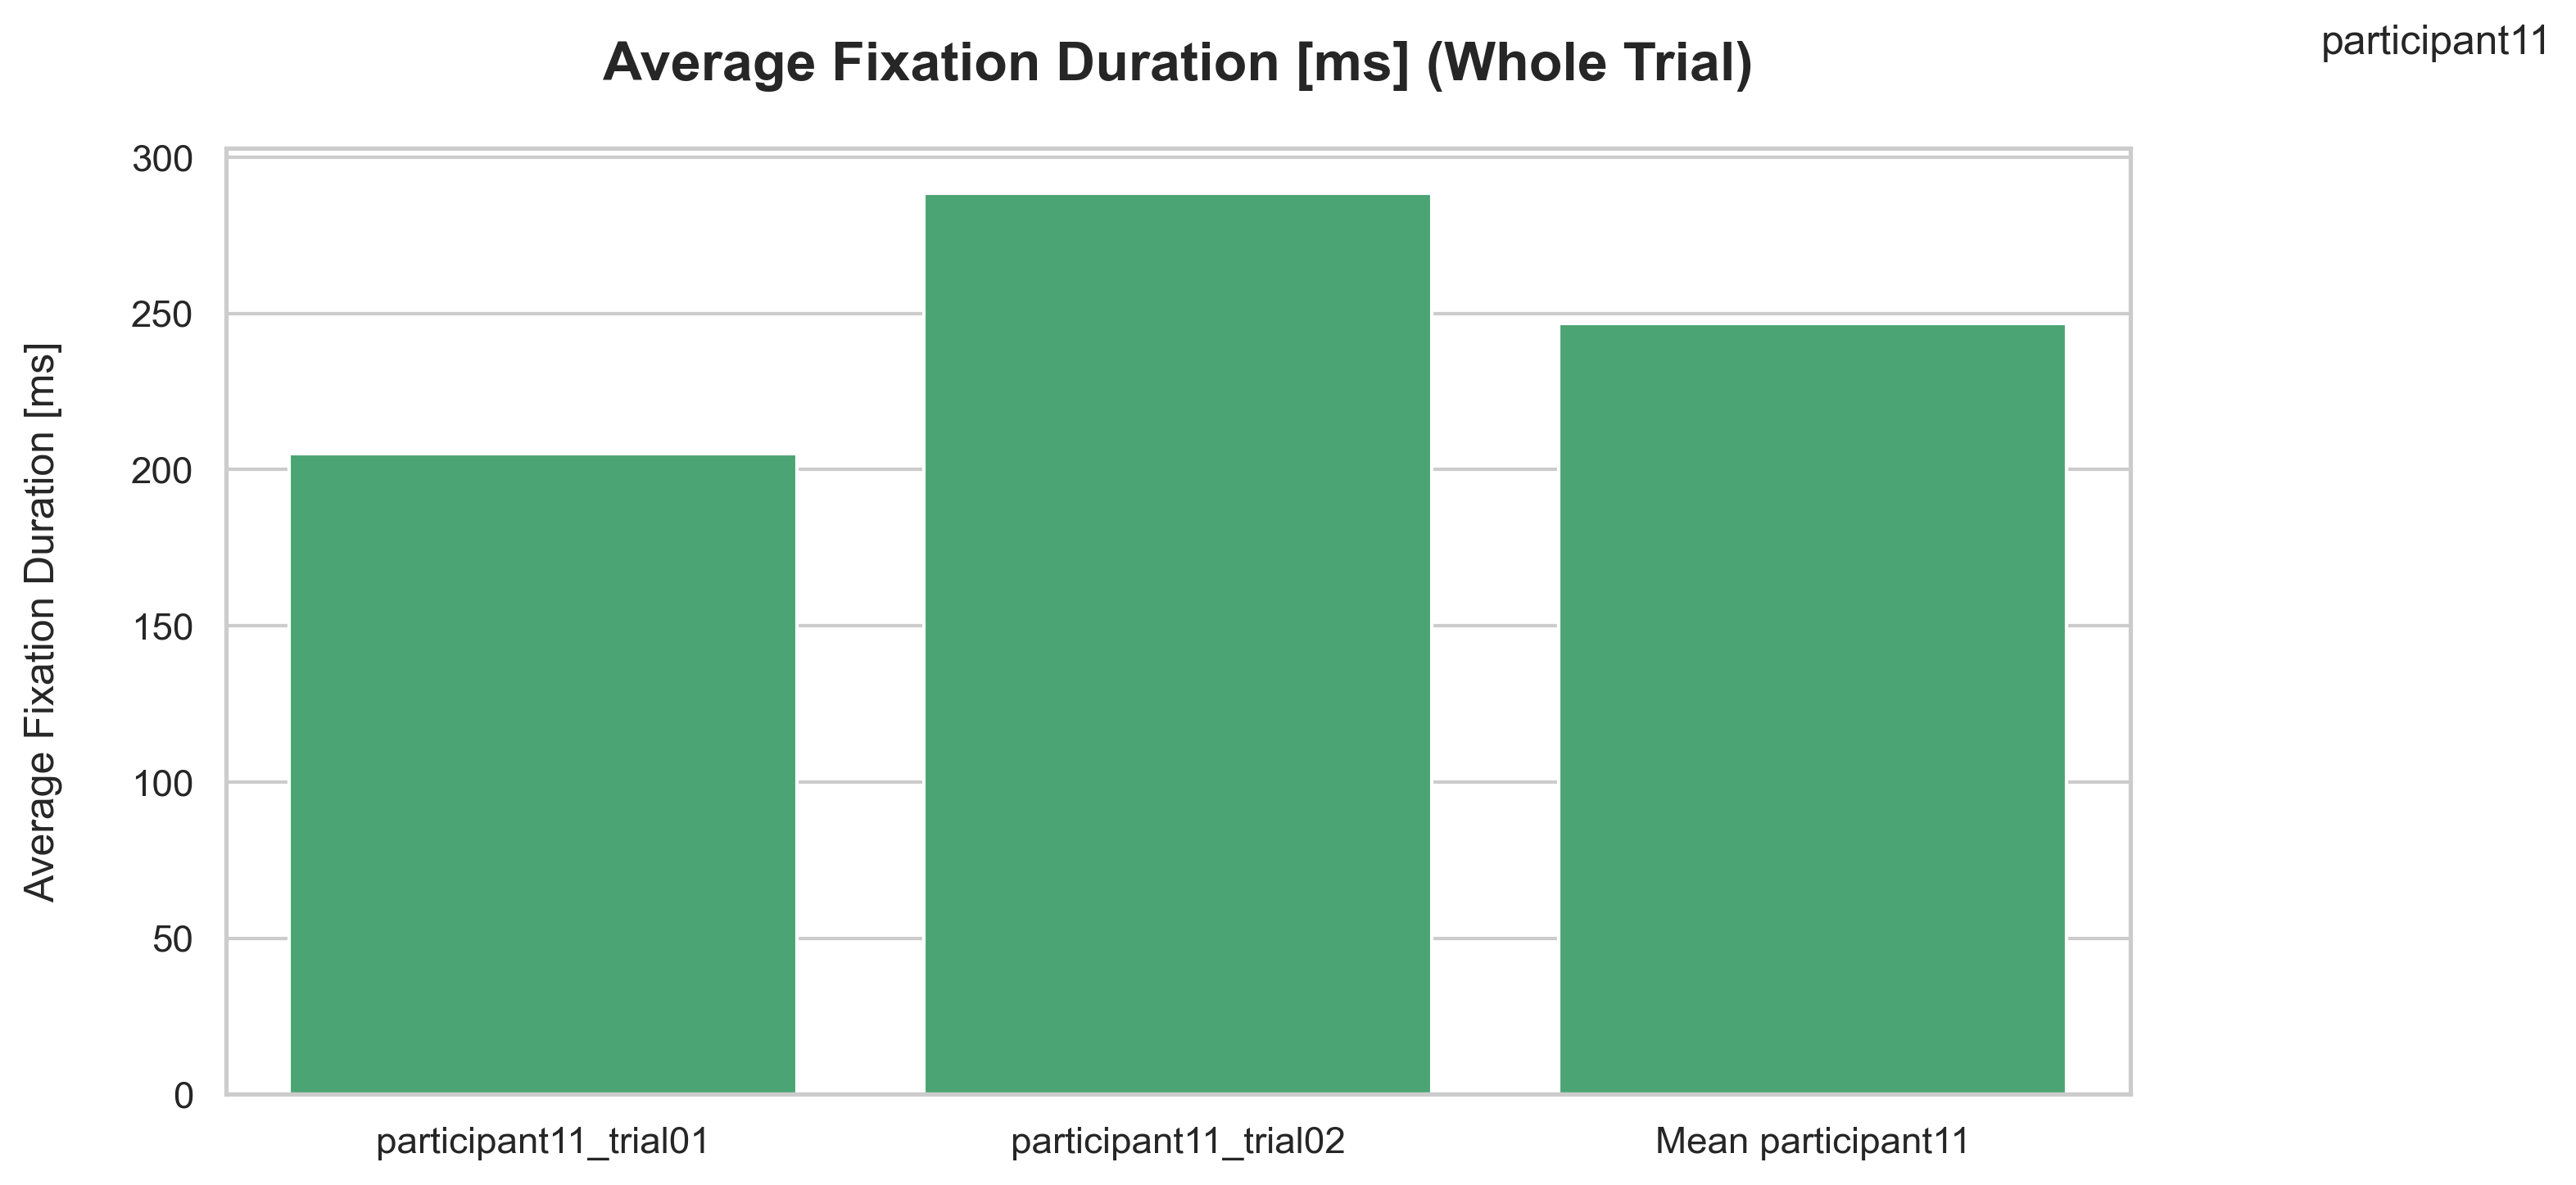 participant11
Average Fixation Duration [ms] (Whole Trial)
Average Fixation Duration [ms]
300
250
200
150
100
50
0
participant11_trial01
participant11_trial02
Mean participant11